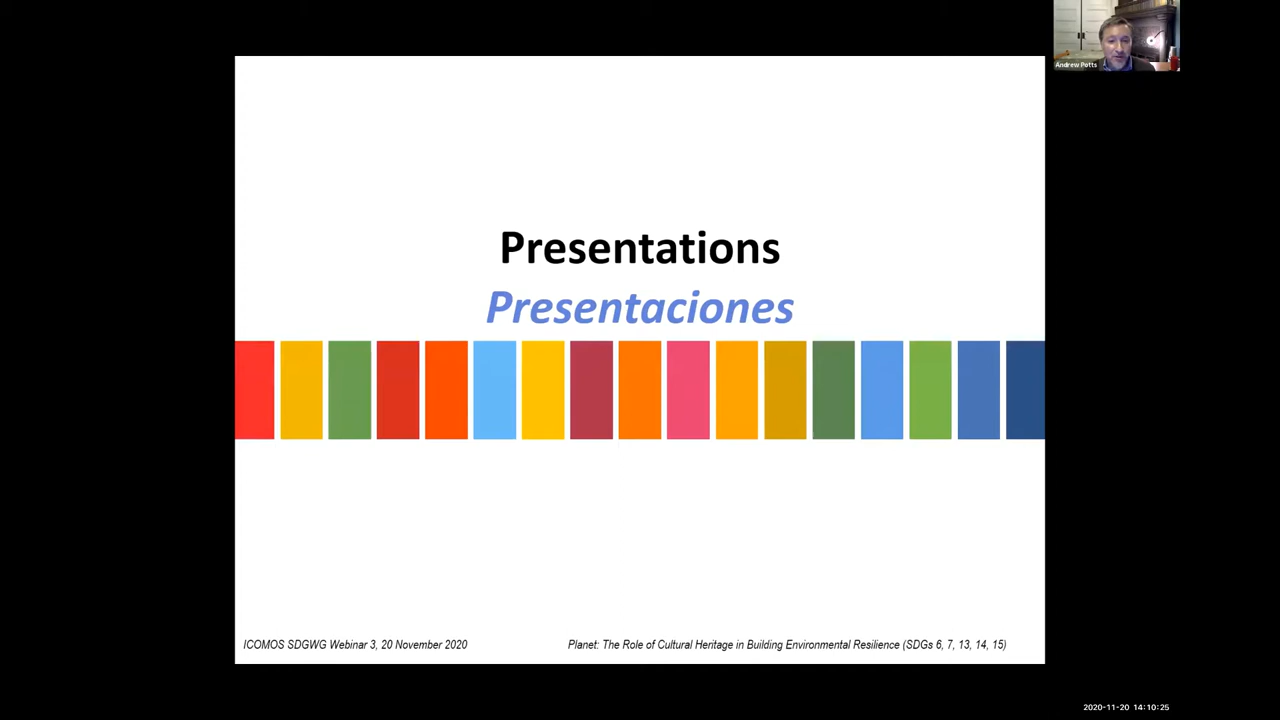 Andrew Potts
Presentations
Presentaciones
ICOMOS SDGWG Webinar 3, 20 November 2020
Planet: The Role of Cultural Heritage in Building Environmental Resilience (SDGs 6, 7, 13, 14, 15)
2020-11-20 14:10:25